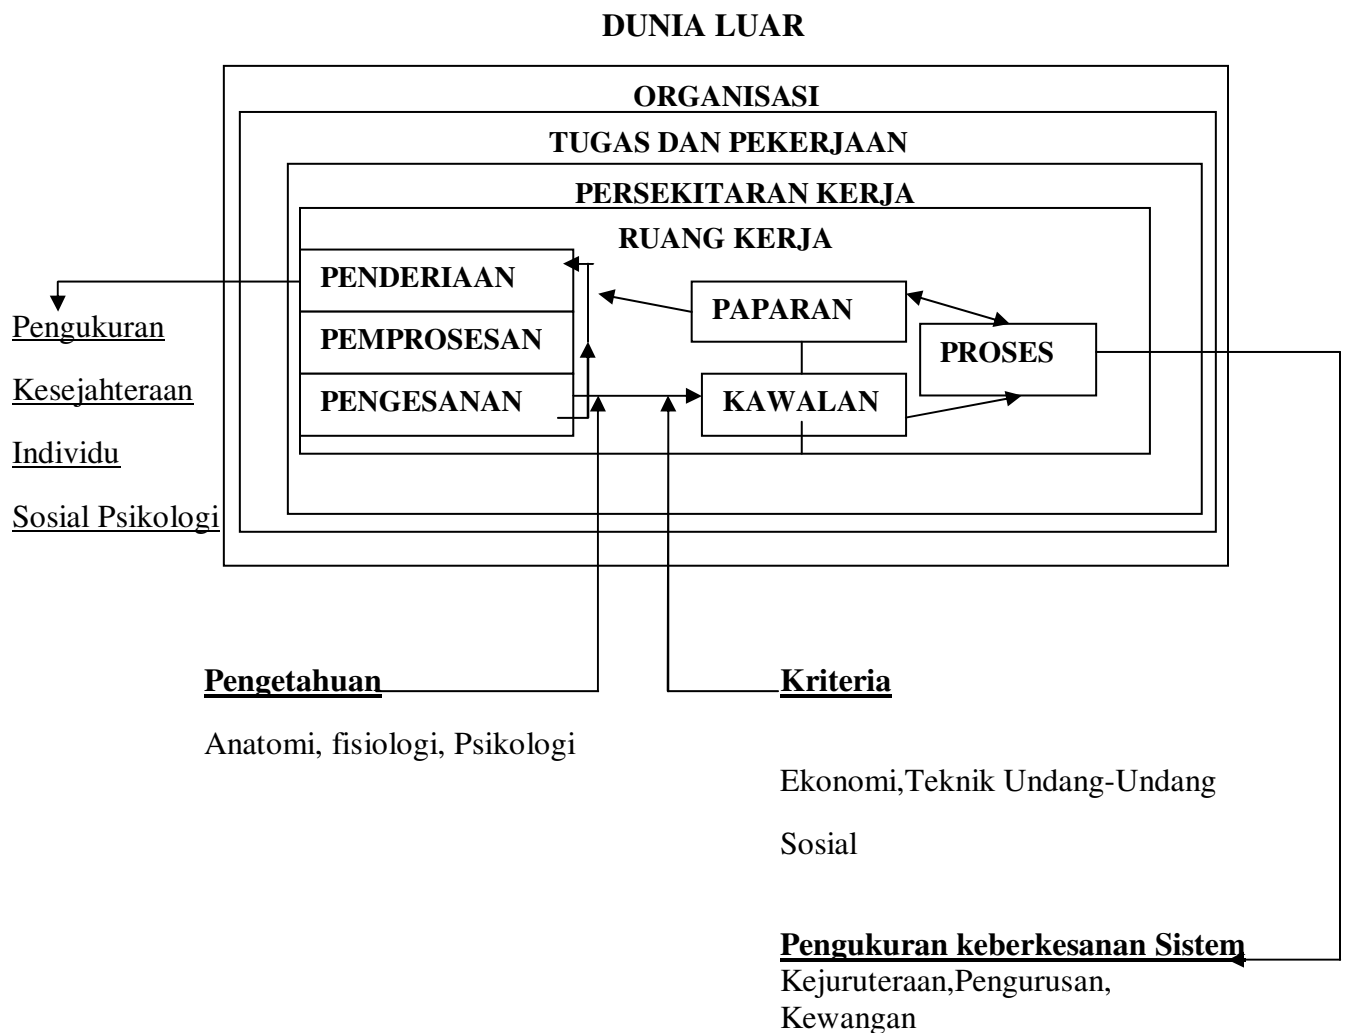 DUNIA LUAR
ORGANISASI
TUGAS DAN PEKERJAAN
PERSEKITARAN KERJA
RUANG KERJA
PENDERIAAN
PEMPROSESAN
PENGESANAN
PAPARAN
KAWALAN
PROSES
Pengukuran
Kesejahteraan
Individu
Sosial Psikologi
Pengetahuan
Anatomi, fisiologi, Psikologi
Kriteria
Ekonomi,Teknik Undang-Undang
Sosial
Pengukuran keberkesanan Sistem
Kejuruteraan,Pengurusan,
Kewangan